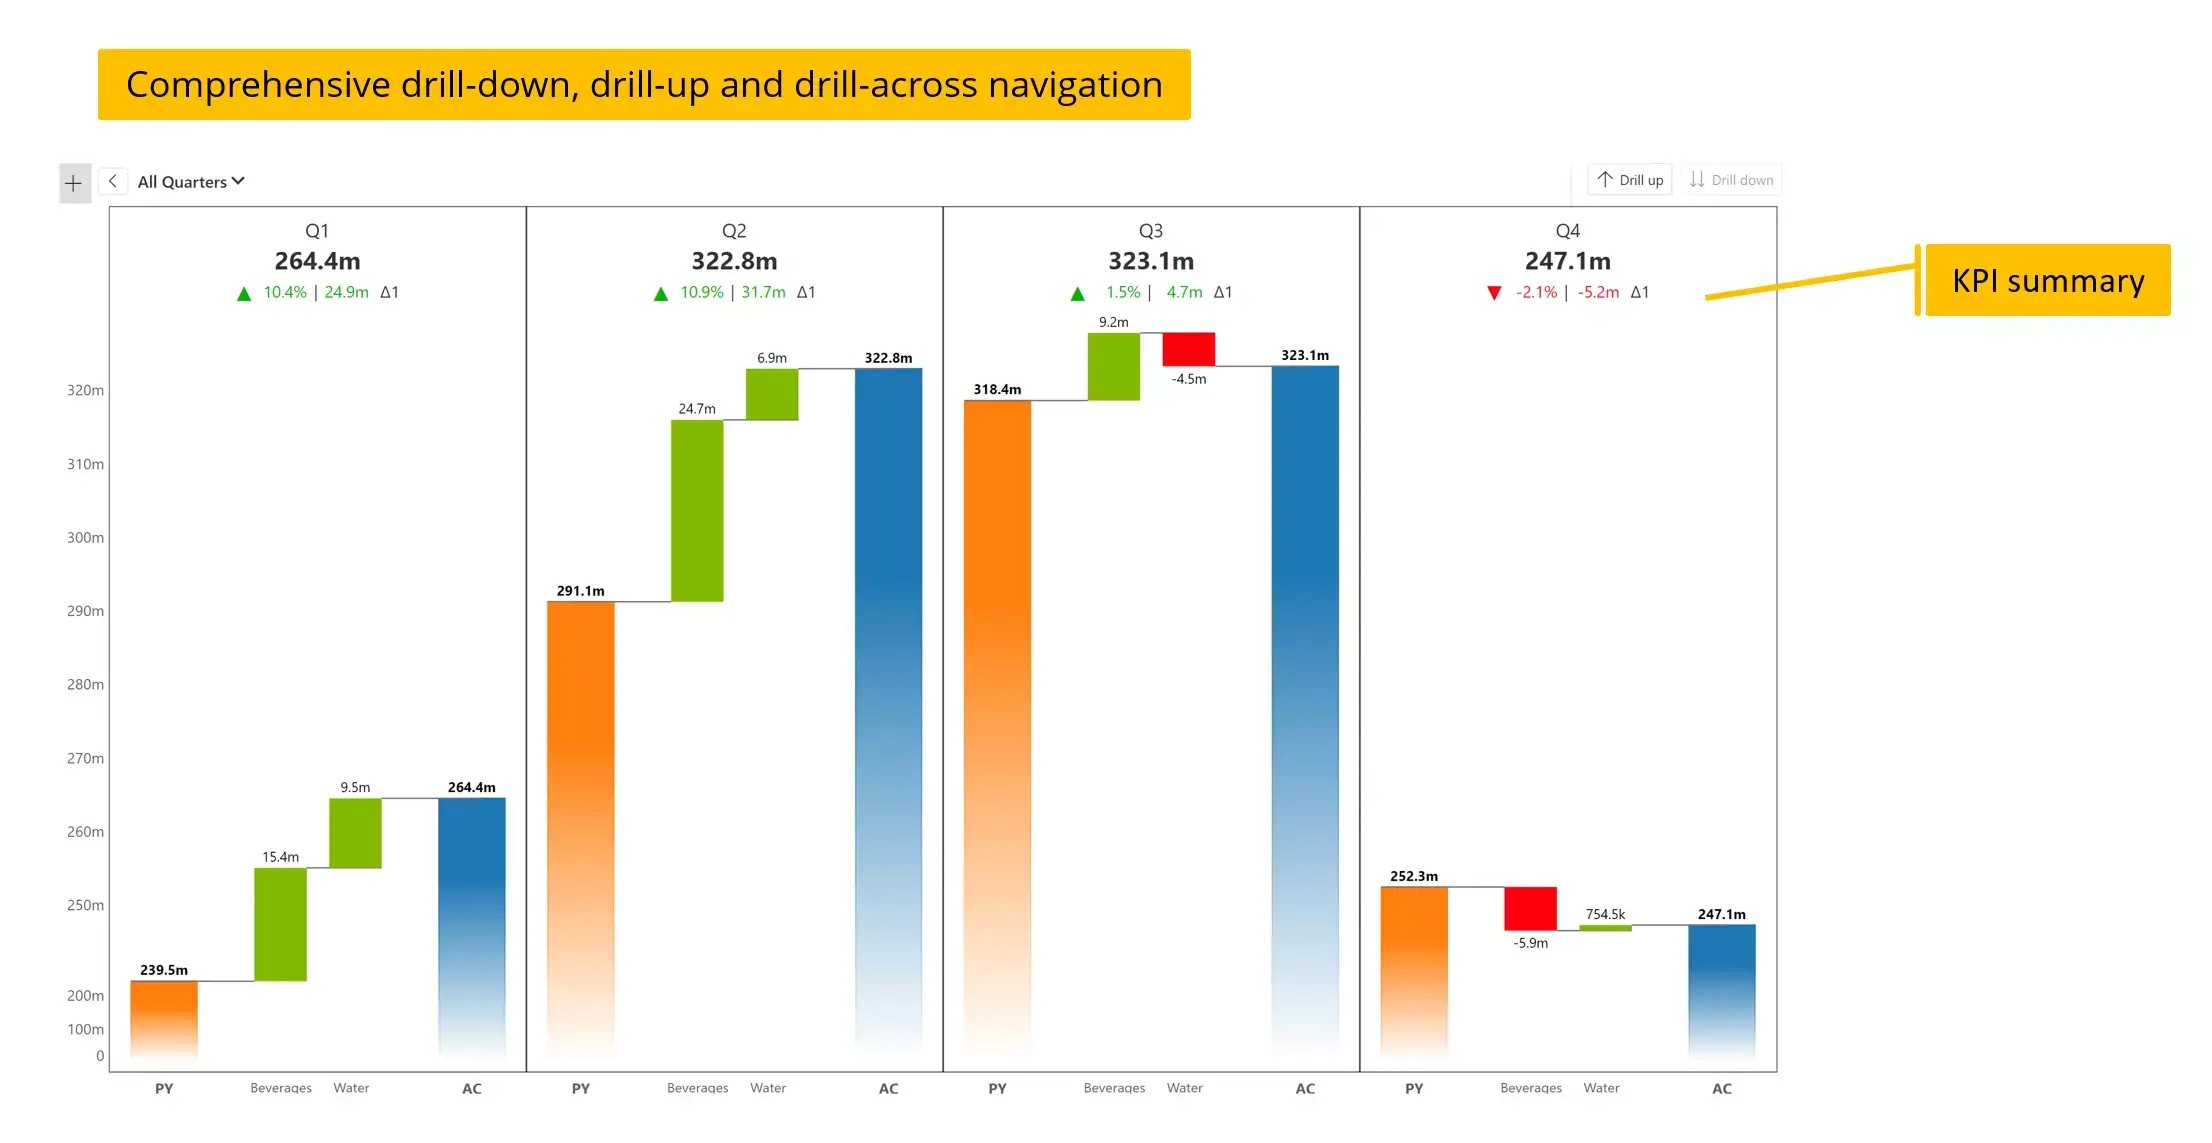 Comprehensive drill-down, drill-up and drill-across navigation
All Quarters
Drill up
Drill down
KPI summary
Q1
264.4m
10.4% | 24.9m Δ1
Q2
322.8m
10.9% | 31.7m Δ1
Q3
323.1m
1.5% | 4.7m Δ1
Q4
247.1m
-2.1% | -5.2m Δ1
320m
310m
300m
290m
280m
270m
260m
250m
200m
100m
0
239.5m
15.4m
9.5m
264.4m
291.1m
24.7m
6.9m
322.8m
318.4m
9.2m
-4.5m
323.1m
252.3m
-5.9m
754.5k
247.1m
PY Beverages Water AC
PY Beverages Water AC
PY Beverages Water AC
PY Beverages Water AC